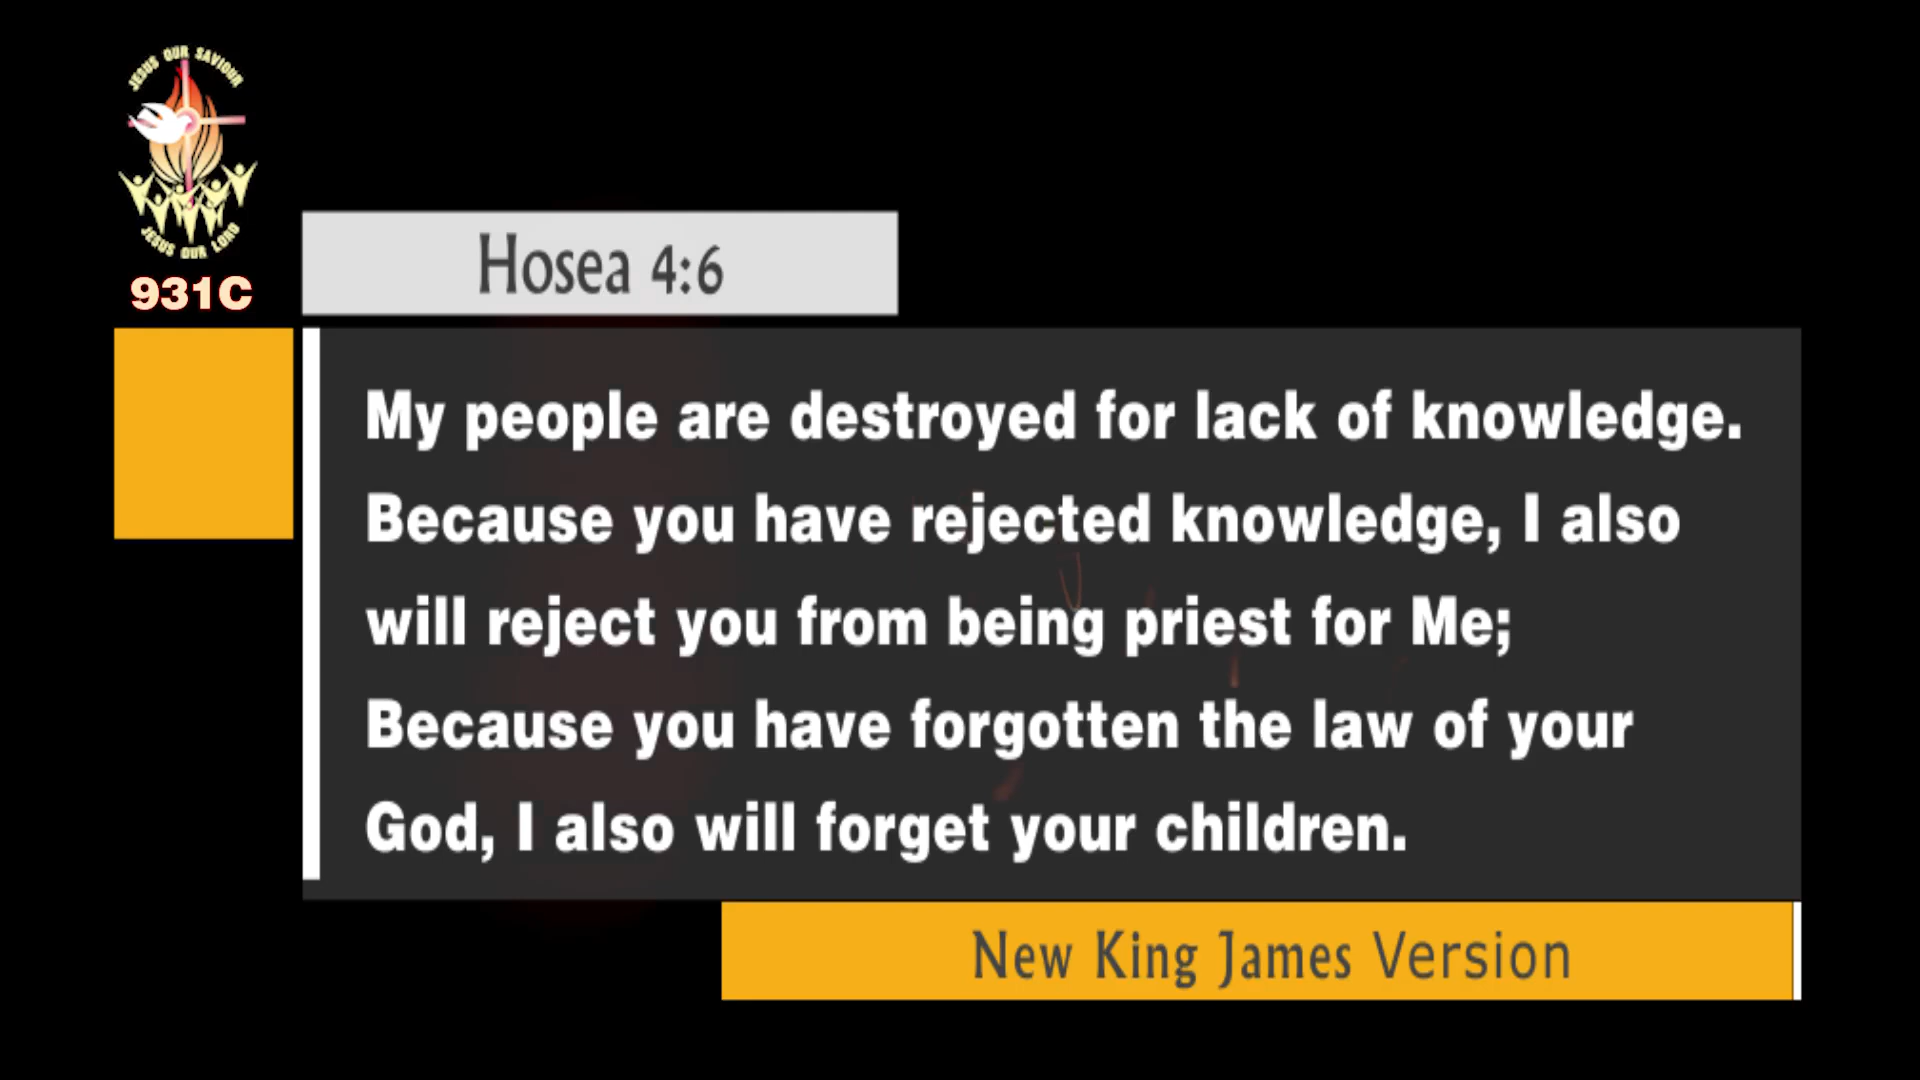 JESUS OUR SAVIOUR
JESUS OUR LORD
931C
Hosea 4:6
My people are destroyed for lack of knowledge.
Because you have rejected knowledge, I also
will reject you from being priest for Me;
Because you have forgotten the law of your
God, I also will forget your children.
New King James Version